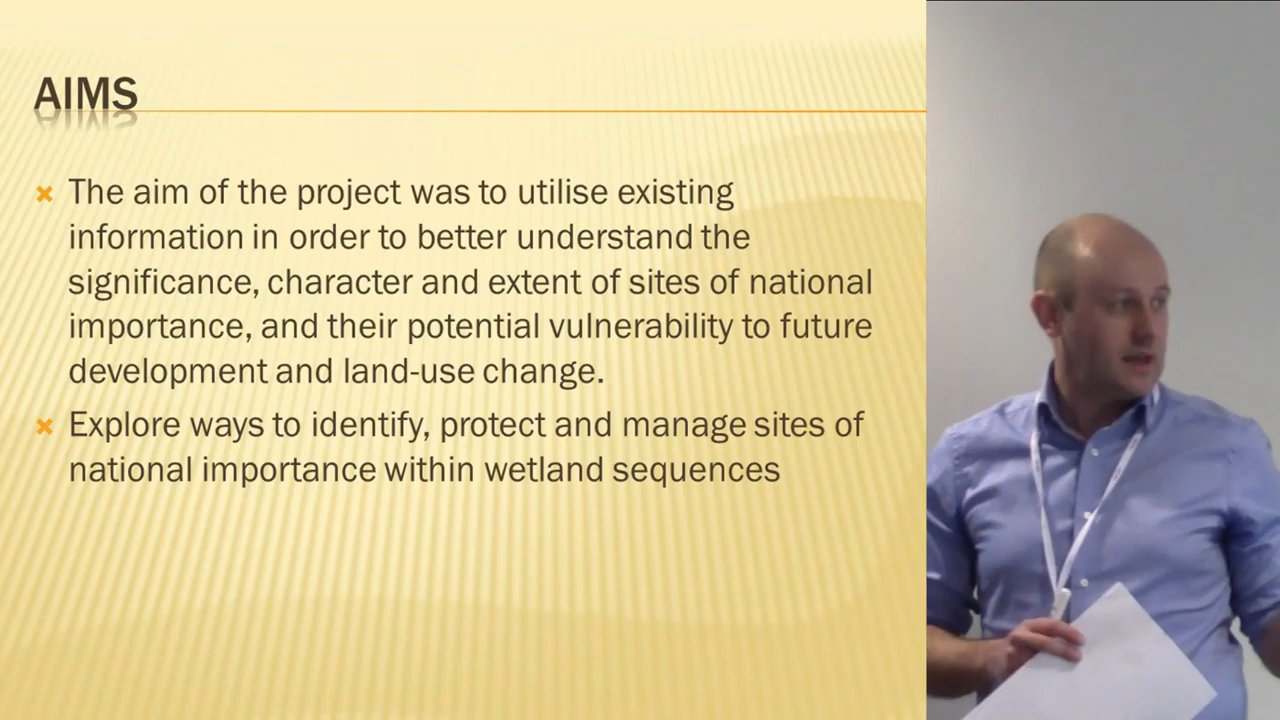 AIMS
The aim of the project was to utilise existing
information in order to better understand the
significance, character and extent of sites of national
importance, and their potential vulnerability to future
development and land-use change.
Explore ways to identify, protect and manage sites of
national importance within wetland sequences